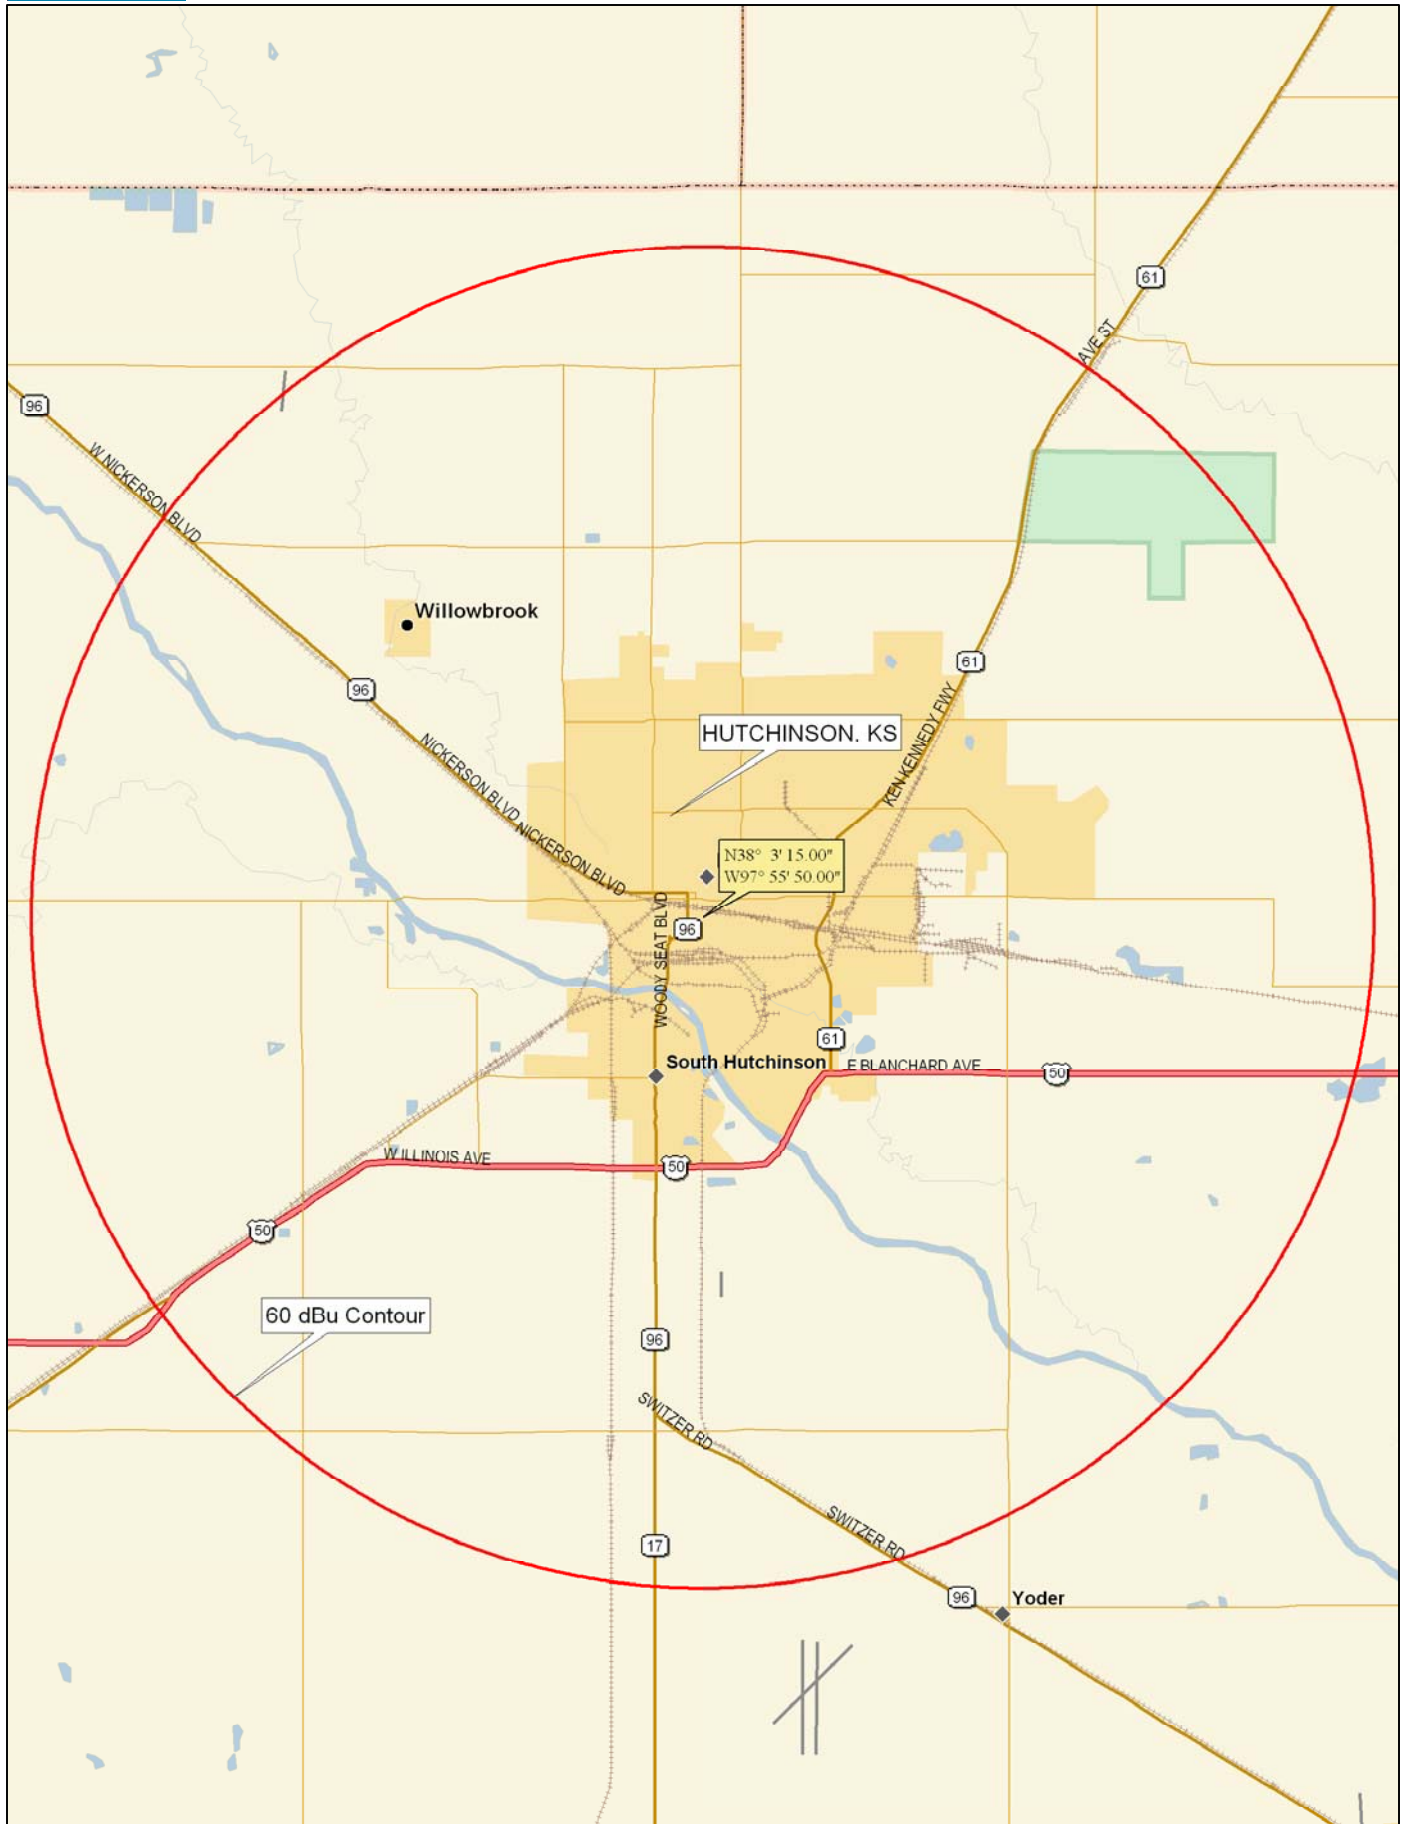 61
AVE ST
96
W NICKERSON BLVD
Willowbrook
61
96
KEN KENNEDY FWY
HUTCHINSON. KS
NICKERSON BLVD
NICKERSON BLVD
N38° 3' 15.00"
W97° 55' 50.00"
96
WOODY SEAT BLVD
61
South Hutchinson
E BLANCHARD AVE
50
W ILLINOIS AVE
50
50
60 dBu Contour
96
SWITZER RD
SWITZER RD
17
96
Yoder